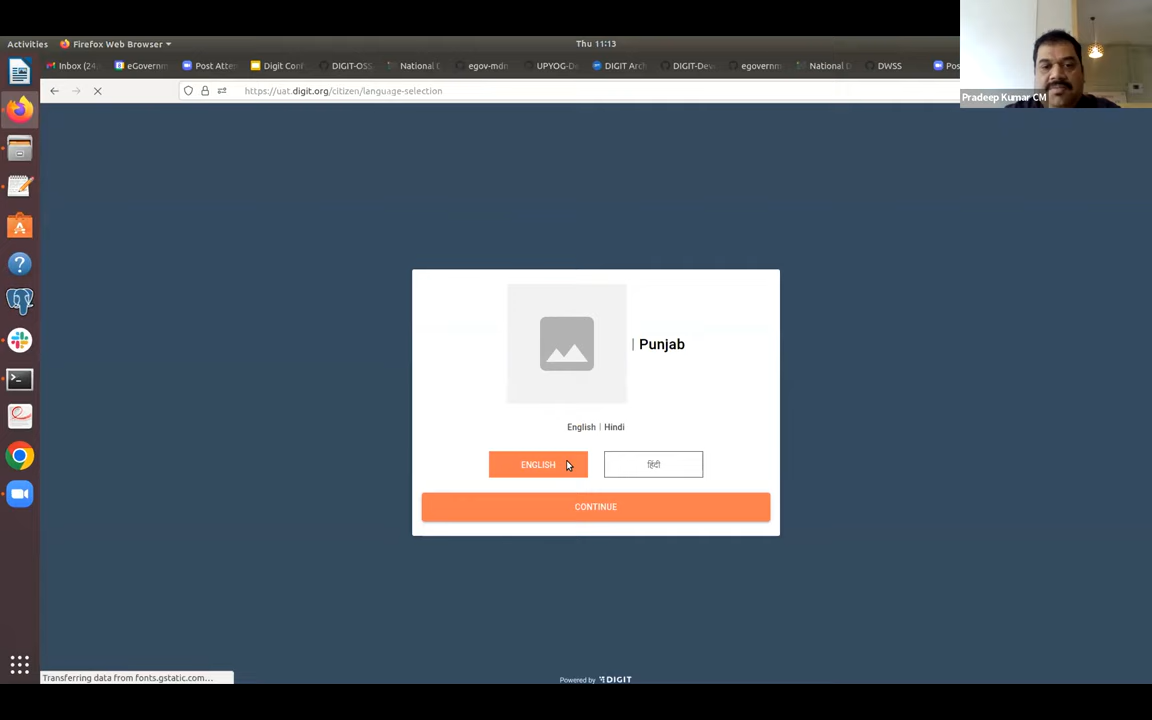 Activities Firefox Web Browser Thu 11:13
Inbox (24 eGovernm Post Atten Digit Conf DIGIT-OSS National D egov-mdm UPYOG-De DIGIT Arch DIGIT-Dev egovernm National D DWSS Pos
https://uat.digit.org/citizen/language-selection
Pradeep Kumar CM
| Punjab
English | Hindi
ENGLISH हिंदी
CONTINUE
Transferring data from fonts.gstatic.com...
Powered by DIGIT